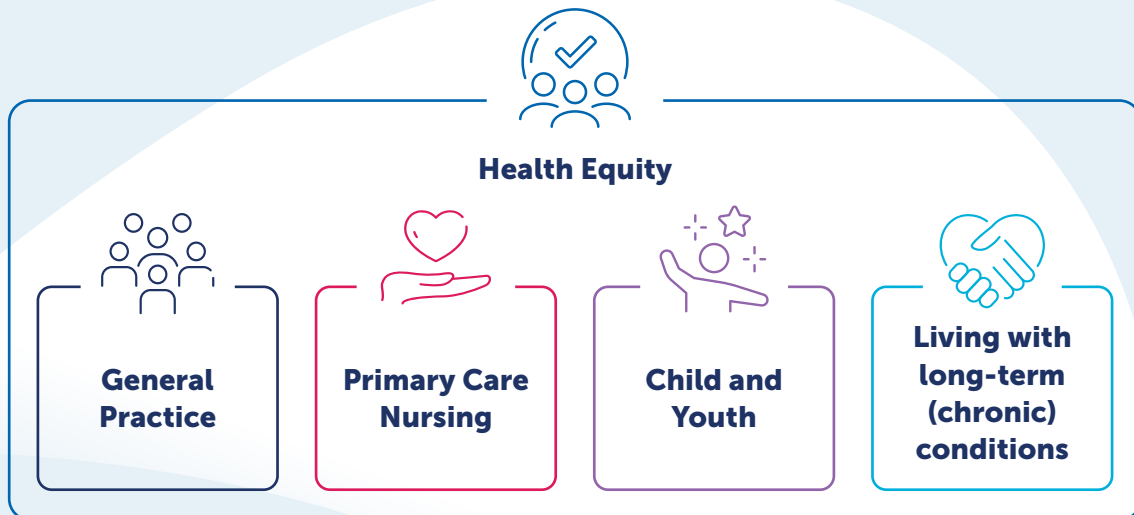 Health Equity
General
Practice
Primary Care
Nursing
Child and
Youth
Living with
long-term
(chronic)
conditions